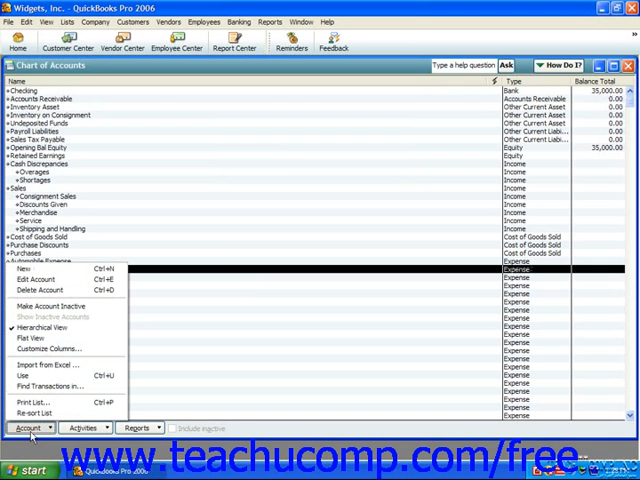 Widgets, Inc. - QuickBooks Pro 2006
File Edit View Lists Company Customers Vendors Employees Banking Reports Window Help
Home Customer Center Vendor Center Employee Center Report Center Reminders Feedback
Chart of Accounts Type a help question Ask How Do I?
Name Type Balance Total
Checking Bank 35,000.00
Accounts Receivable Accounts Receivable 0.00
Inventory Asset Other Current Asset 0.00
Inventory on Consignment Other Current Asset 0.00
Undeposited Funds Other Current Asset 0.00
Payroll Liabilities Other Current Liabi... 0.00
Sales Tax Payable Other Current Liabi... 0.00
Opening Bal Equity Equity 35,000.00
Retained Earnings Equity
Cash Discrepancies Income
Overages Income
Shortages Income
Sales Income
Consignment Sales Income
Discounts Given Income
Merchandise Income
Service Income
Shipping and Handling Income
Cost of Goods Sold Cost of Goods Sold
Purchase Discounts Cost of Goods Sold
Purchases Cost of Goods Sold
Automobile Expense Expense
New Ctrl+N Expense
Edit Account Ctrl+E Expense
Delete Account Ctrl+D Expense
Expense
Make Account Inactive Expense
Show Inactive Accounts Expense
Hierarchical View Expense
Flat View Expense
Customize Columns... Expense
Expense
Import from Excel ... Expense
Use Ctrl+U Expense
Find Transactions in... Expense
Expense
Print List... Ctrl+P Expense
Re-sort List Expense
Account Activities Reports Include inactive
www.teachucomp.com/free
start QuickBooks Pro 2006